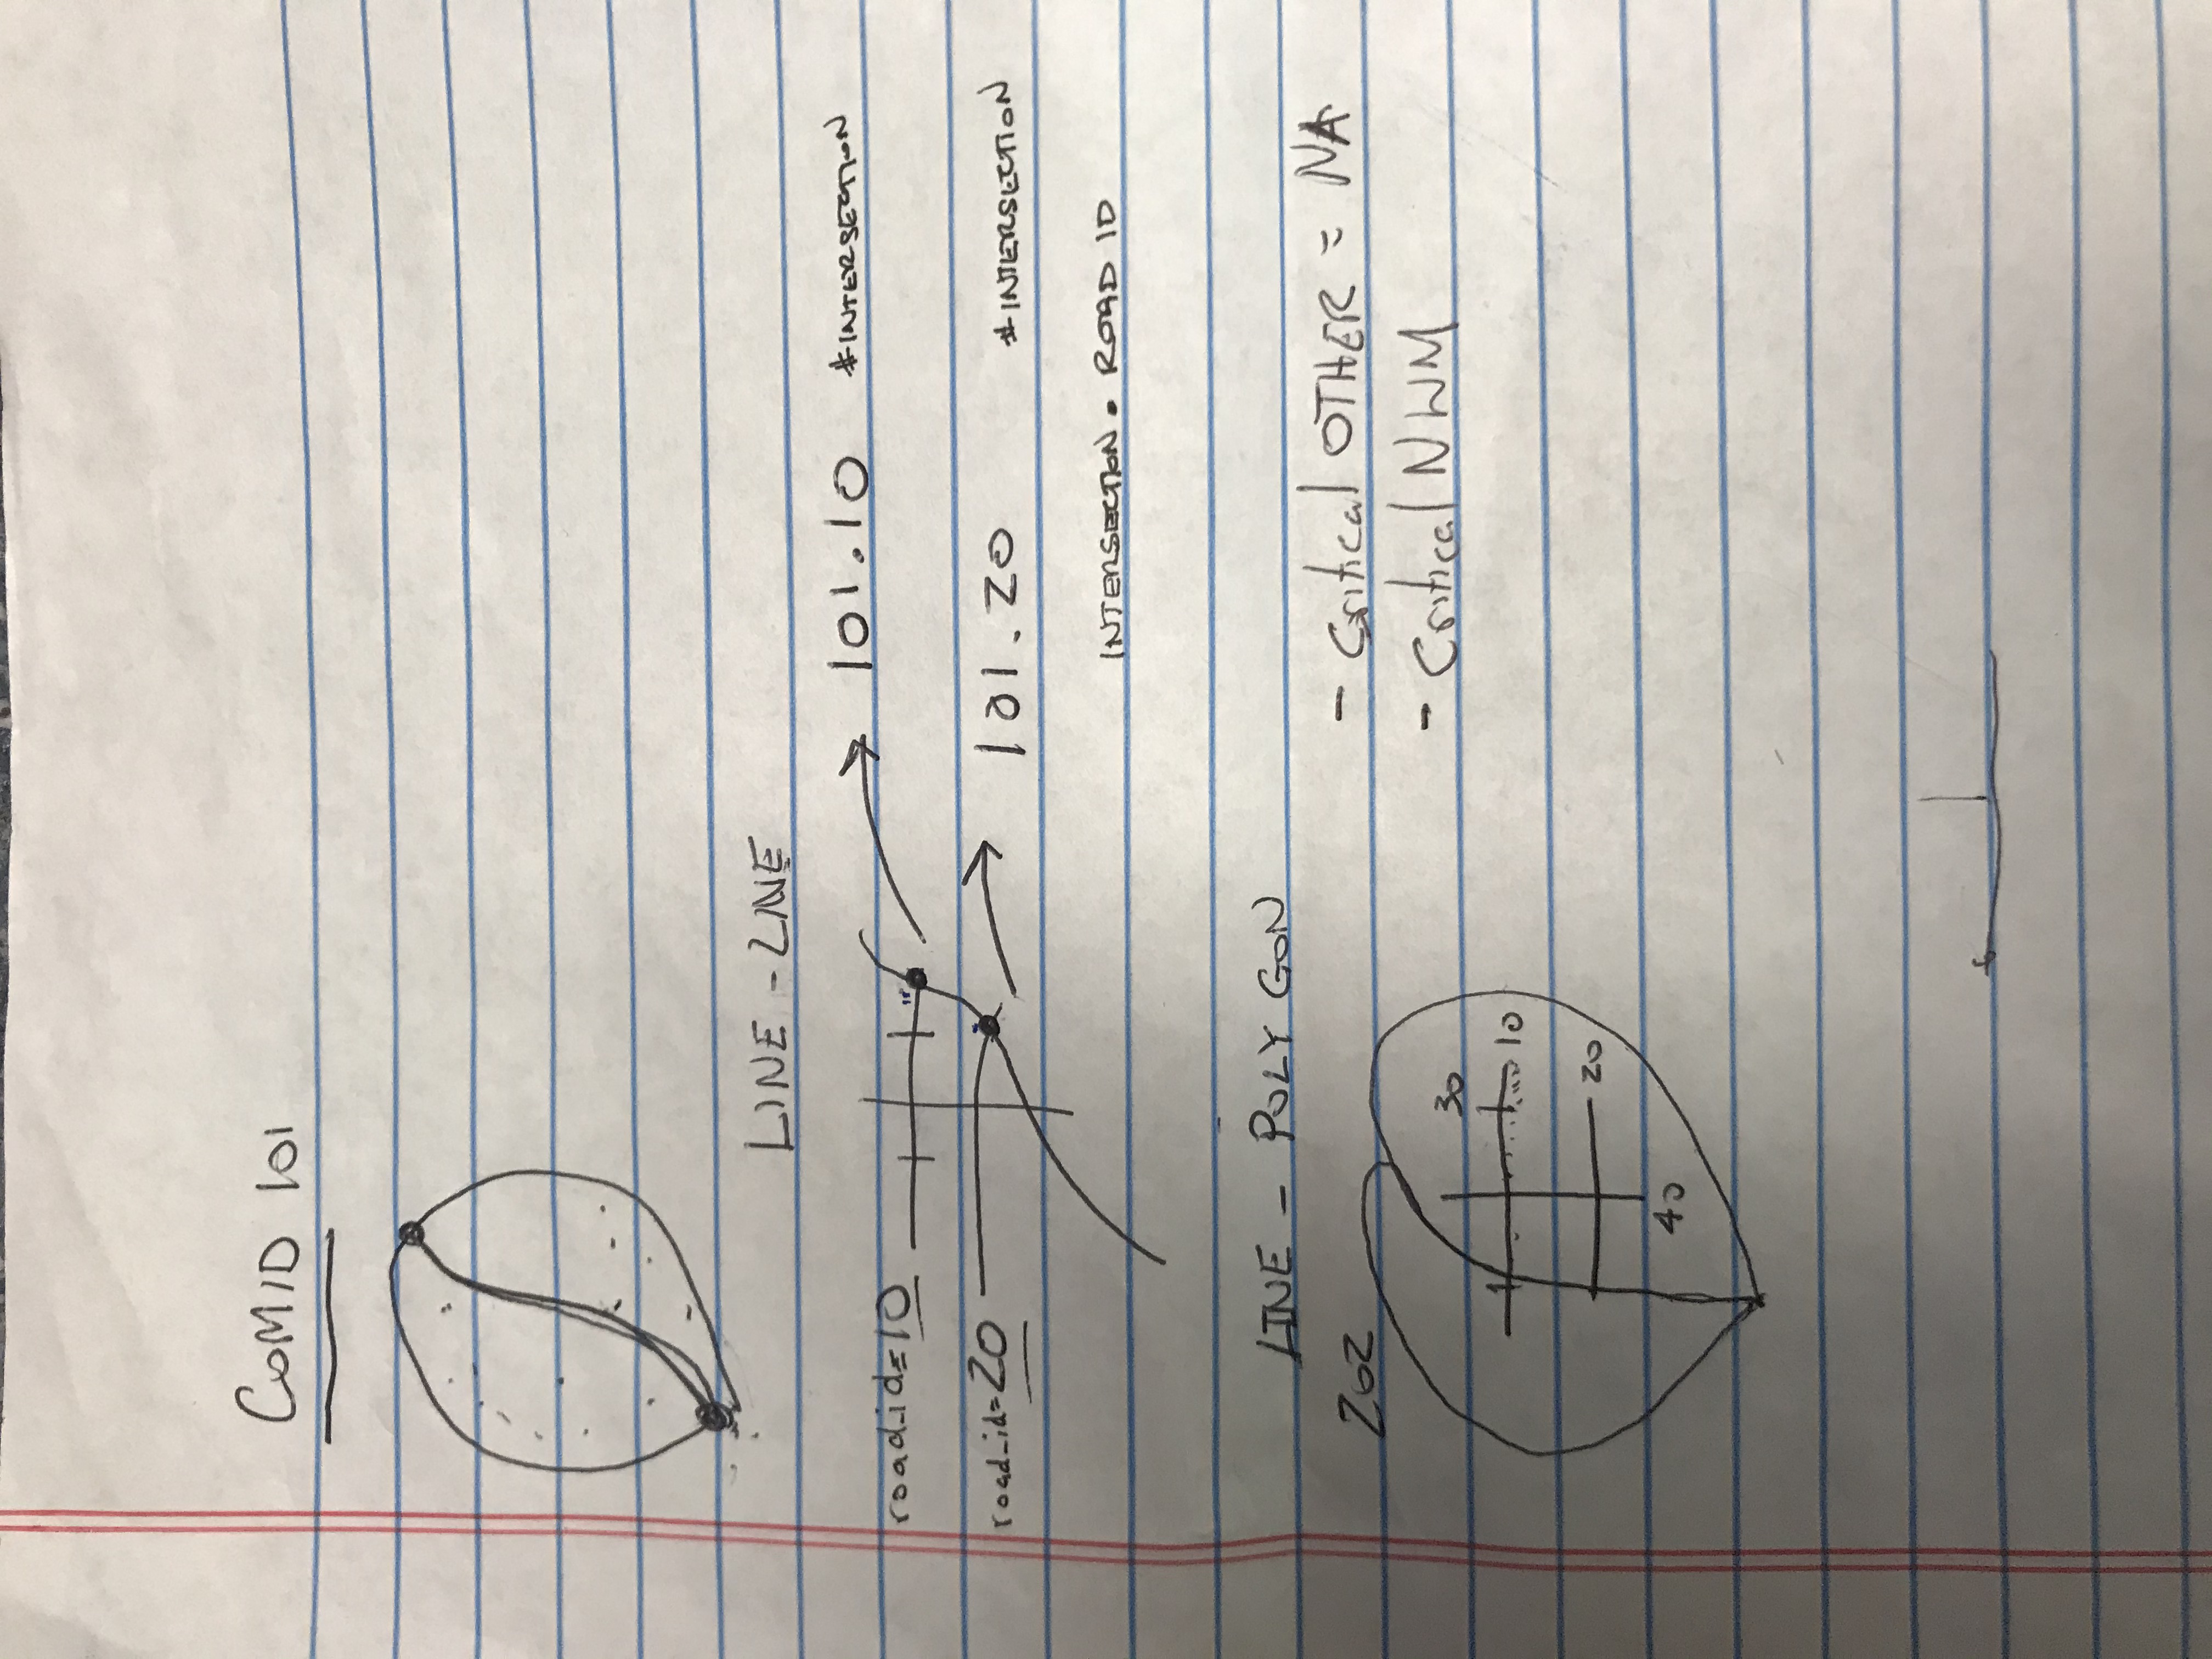 COMID 101
LINE - LINE
road_id=10
101.10 #INTERSECTION
road_id=20
101.20 #INTERSECTION
INTERSECTION . ROAD ID
LINE - POLYGON
202
- Critical OTHER = NA
- Critical NWM
30
10
20
40